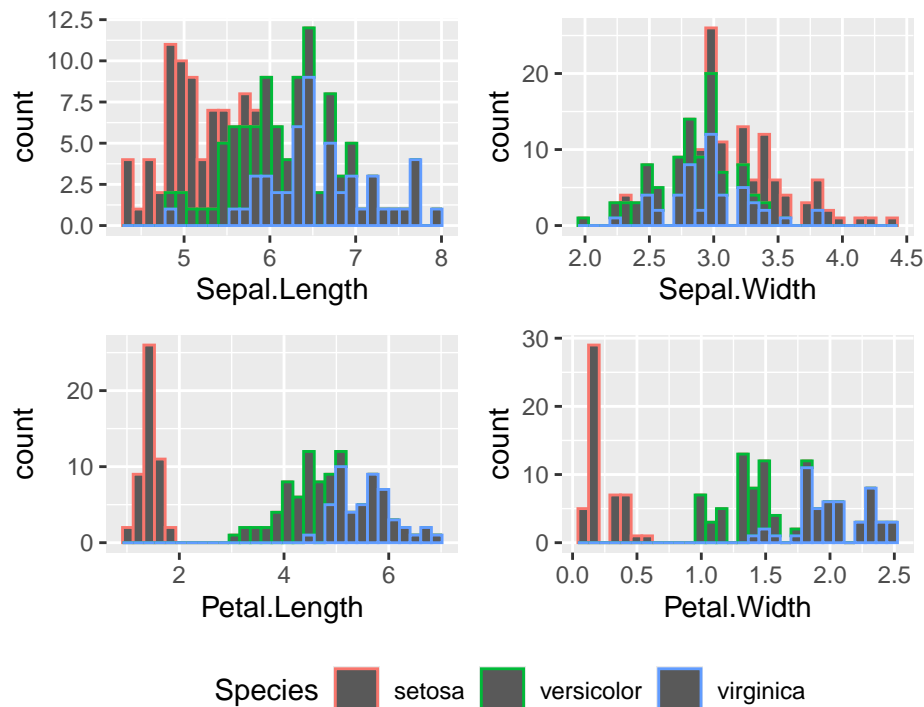 12.5
10.0
7.5
5.0
2.5
0.0
count
5 6 7 8
Sepal.Length
20
10
0
count
2.0 2.5 3.0 3.5 4.0 4.5
Sepal.Width
20
10
0
count
2 4 6
Petal.Length
30
20
10
0
count
0.0 0.5 1.0 1.5 2.0 2.5
Petal.Width
Species setosa versicolor virginica